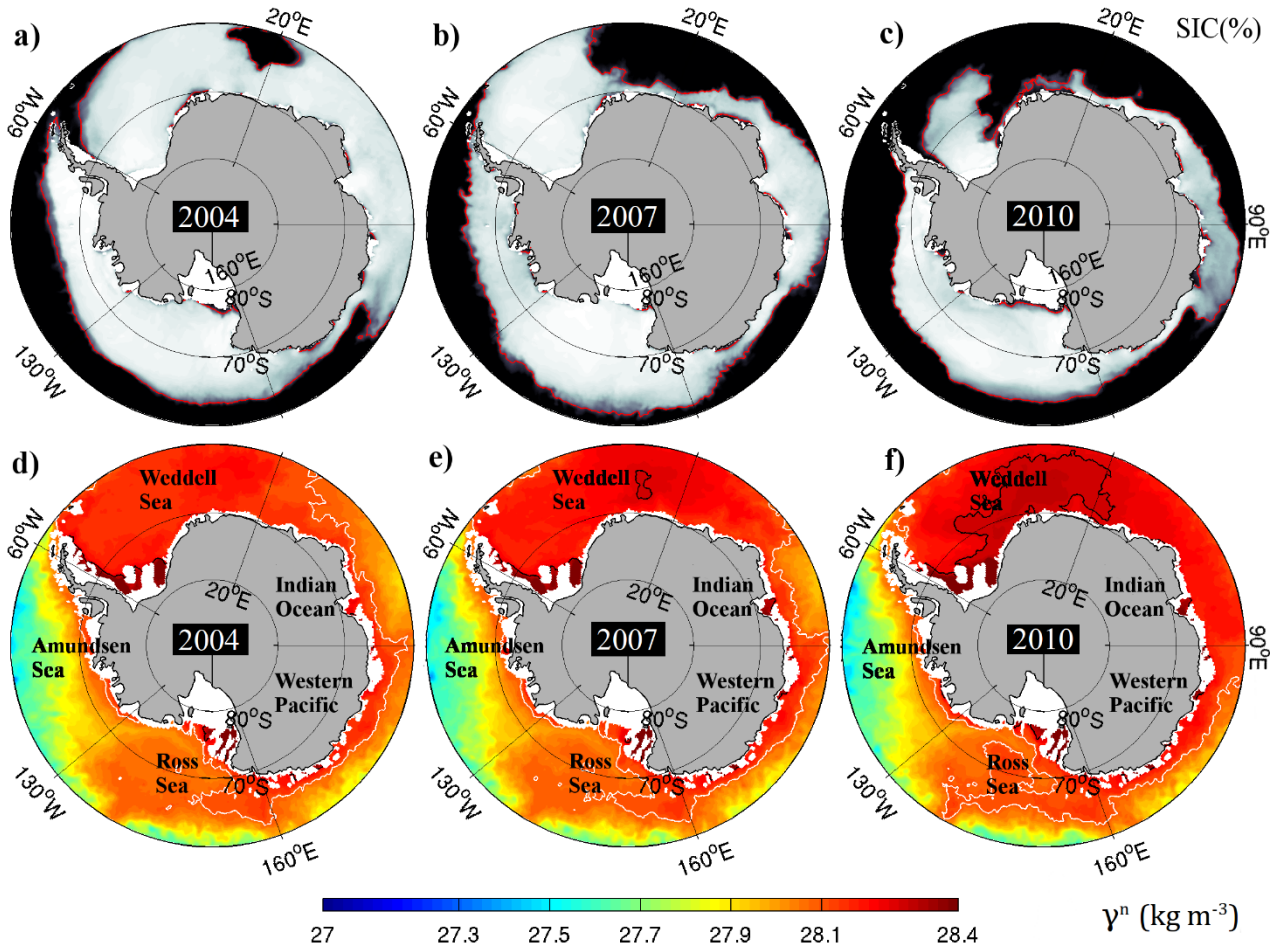 a)
20°E
60°W
2004
160°E
80°S
70°S
130°W
b)
60°W
2007
160°E
80°S
70°S
130°W
c)
20°E
SIC(%)
60°W
2010
90°E
160°E
80°S
70°S
130°W
d)
Weddell
Sea
60°W
20°E
Indian
Ocean
2004
Amundsen
Sea
Western
Pacific
80°S
Ross
Sea
70°S
130°W
160°E
e)
Weddell
Sea
60°W
20°E
Indian
Ocean
2007
Amundsen
Sea
Western
Pacific
80°S
Ross
Sea
70°S
130°W
160°E
f)
Weddell
Sea
60°W
20°E
Indian
Ocean
2010
90°E
Amundsen
Sea
Western
Pacific
80°S
Ross
Sea
70°S
130°W
160°E
27 27.3 27.5 27.7 27.9 28.1 28.4
γⁿ (kg m⁻³)